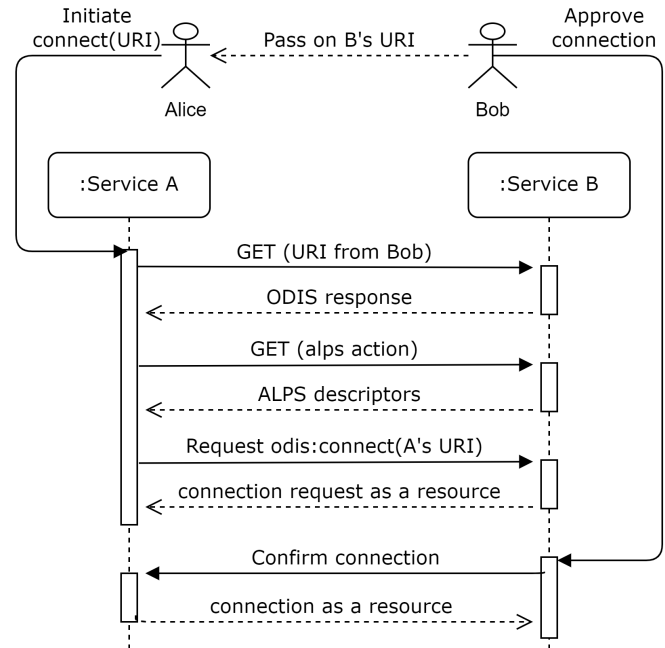 Initiate
connect(URI)
Pass on B's URI
Approve
connection
Alice
Bob
:Service A
:Service B
GET (URI from Bob)
ODIS response
GET (alps action)
ALPS descriptors
Request odis:connect(A's URI)
connection request as a resource
Confirm connection
connection as a resource